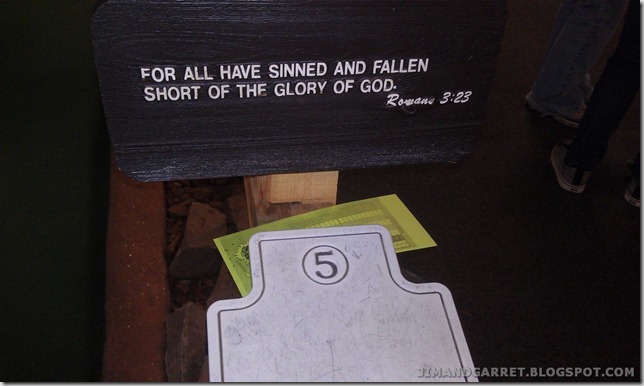 FOR ALL HAVE SINNED AND FALLEN
SHORT OF THE GLORY OF GOD.
Romans 3:23
5
JIMANDGARRET.BLOGSPOT.COM